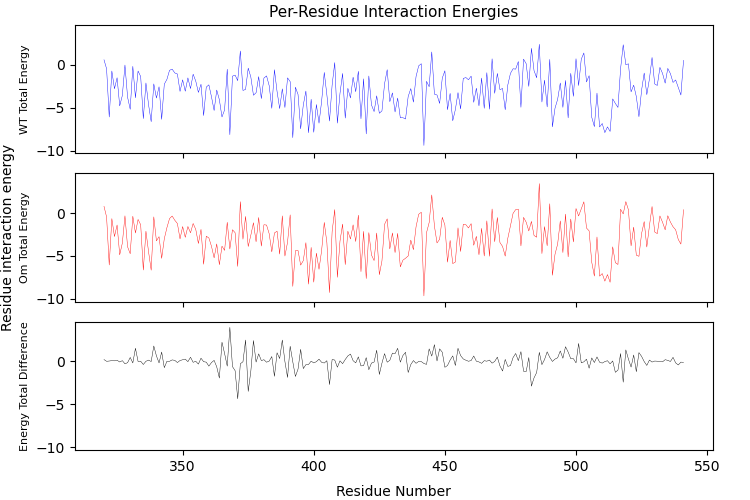 Per-Residue Interaction Energies
Residue interaction energy
WT Total Energy
0
−5
−10
Om Total Energy
0
−5
−10
Energy Total Difference
0
−5
−10
350
400
450
500
550
Residue Number